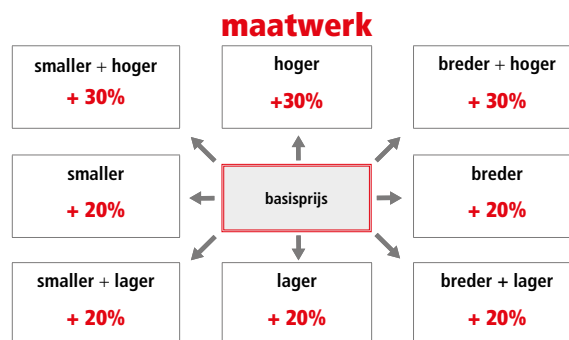 maatwerk
smaller + hoger
+ 30%
hoger
+30%
breder + hoger
+ 30%
smaller
+ 20%
basisprijs
breder
+ 20%
smaller + lager
+ 20%
lager
+ 20%
breder + lager
+ 20%